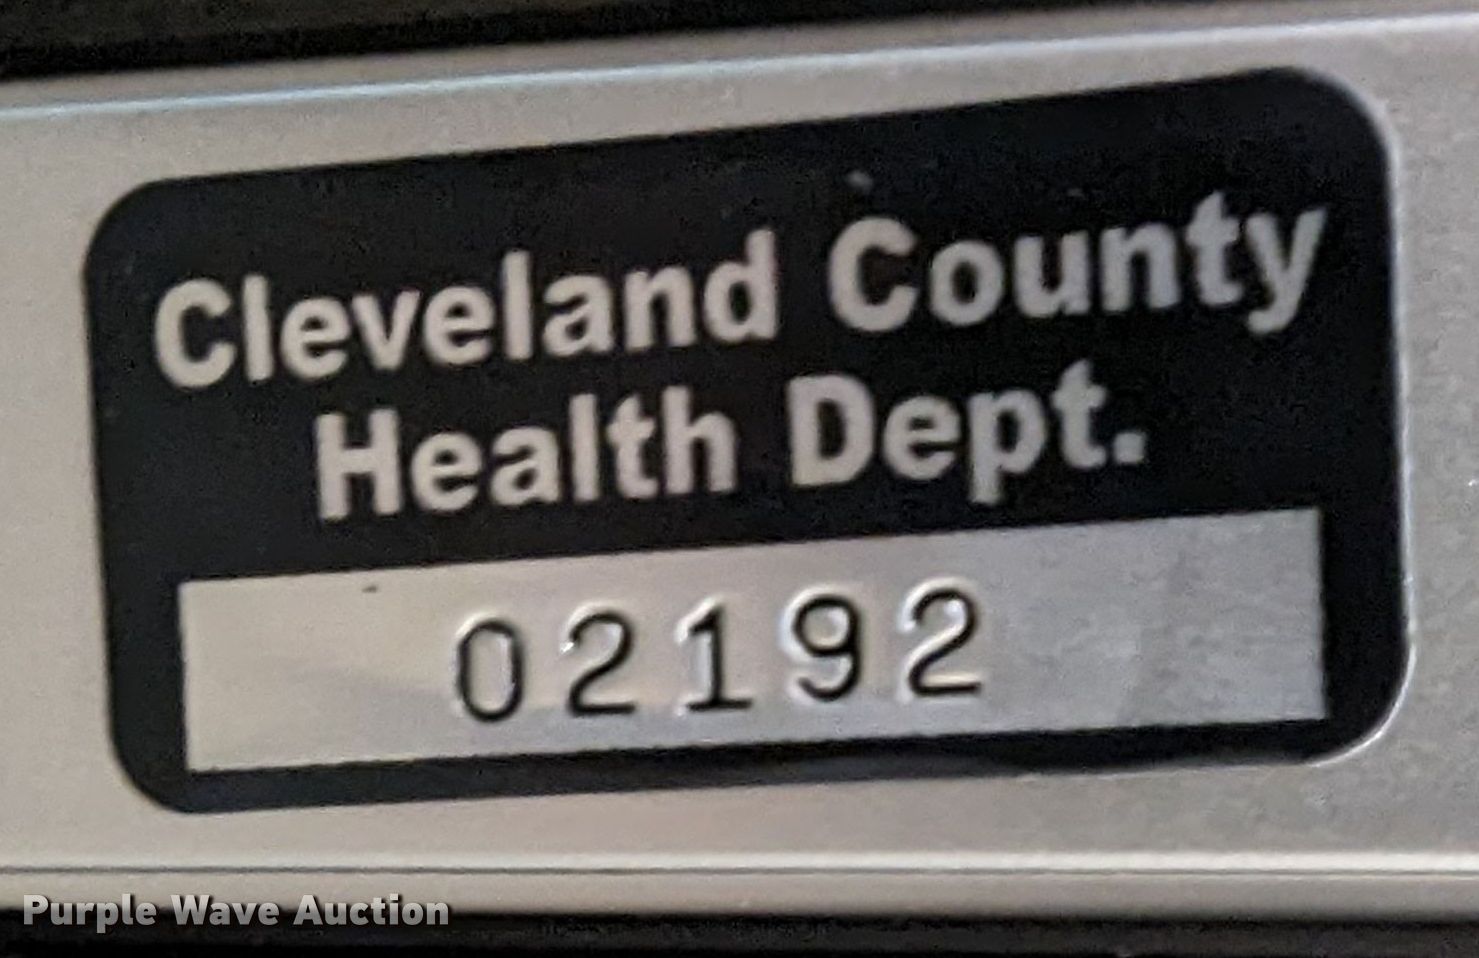 Cleveland County
Health Dept.
02192
Purple Wave Auction